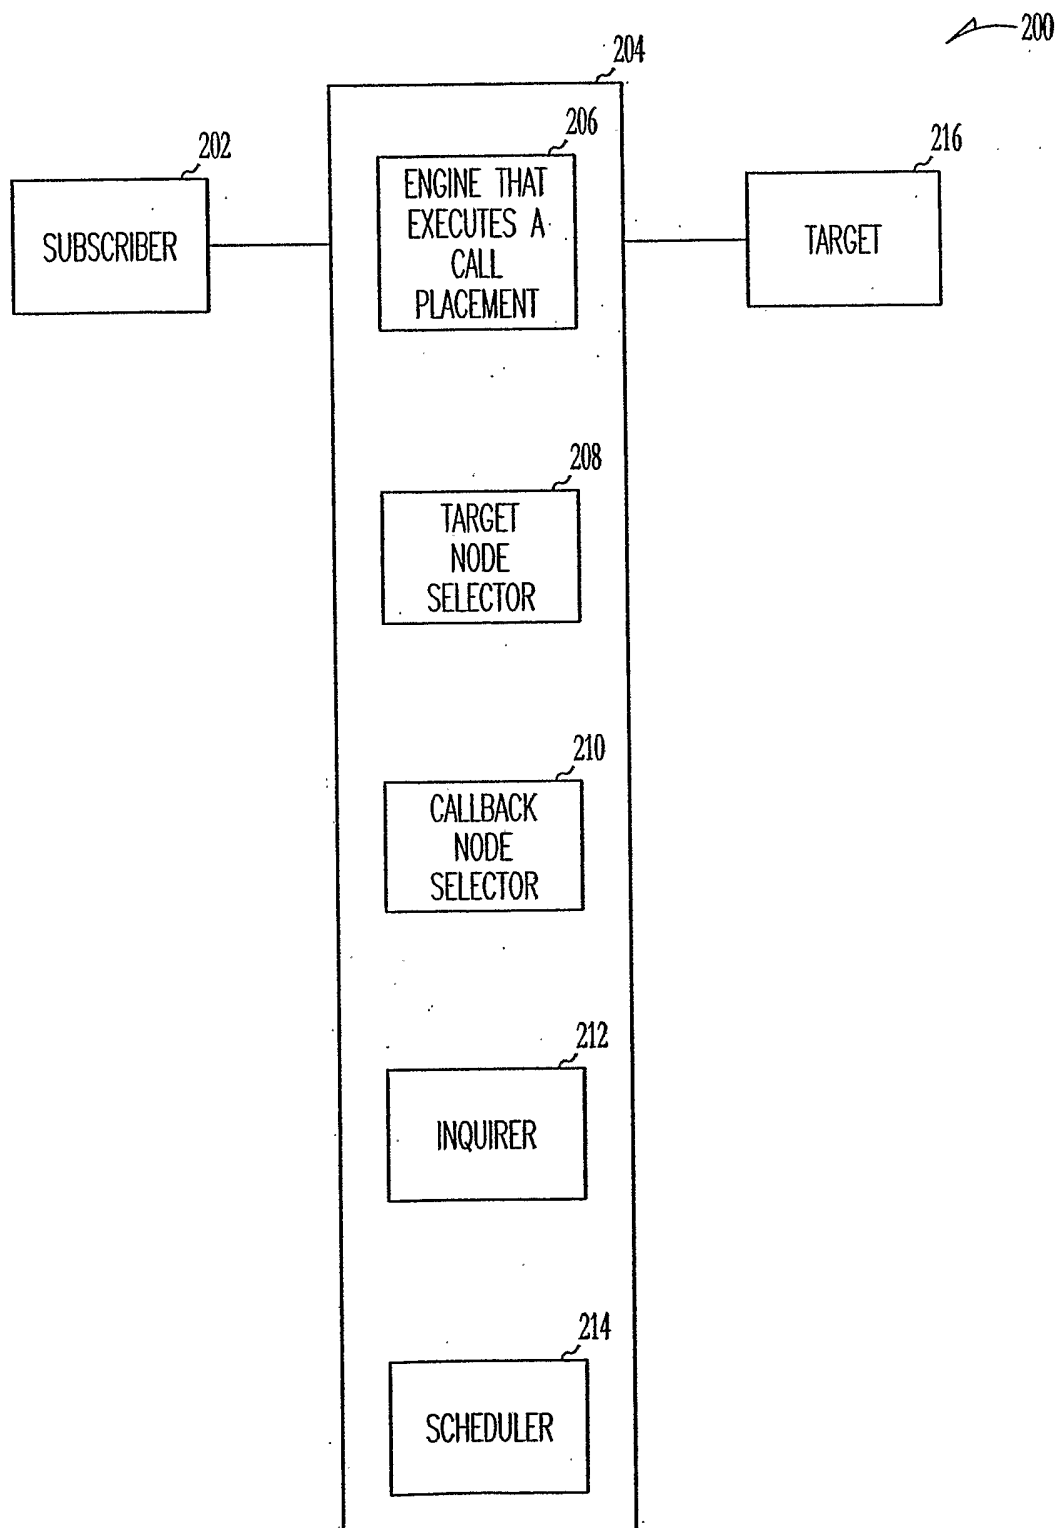 200
204
206
202
216
ENGINE THAT
EXECUTES A
CALL
PLACEMENT
SUBSCRIBER
TARGET
208
TARGET
NODE
SELECTOR
210
CALLBACK
NODE
SELECTOR
212
INQUIRER
214
SCHEDULER